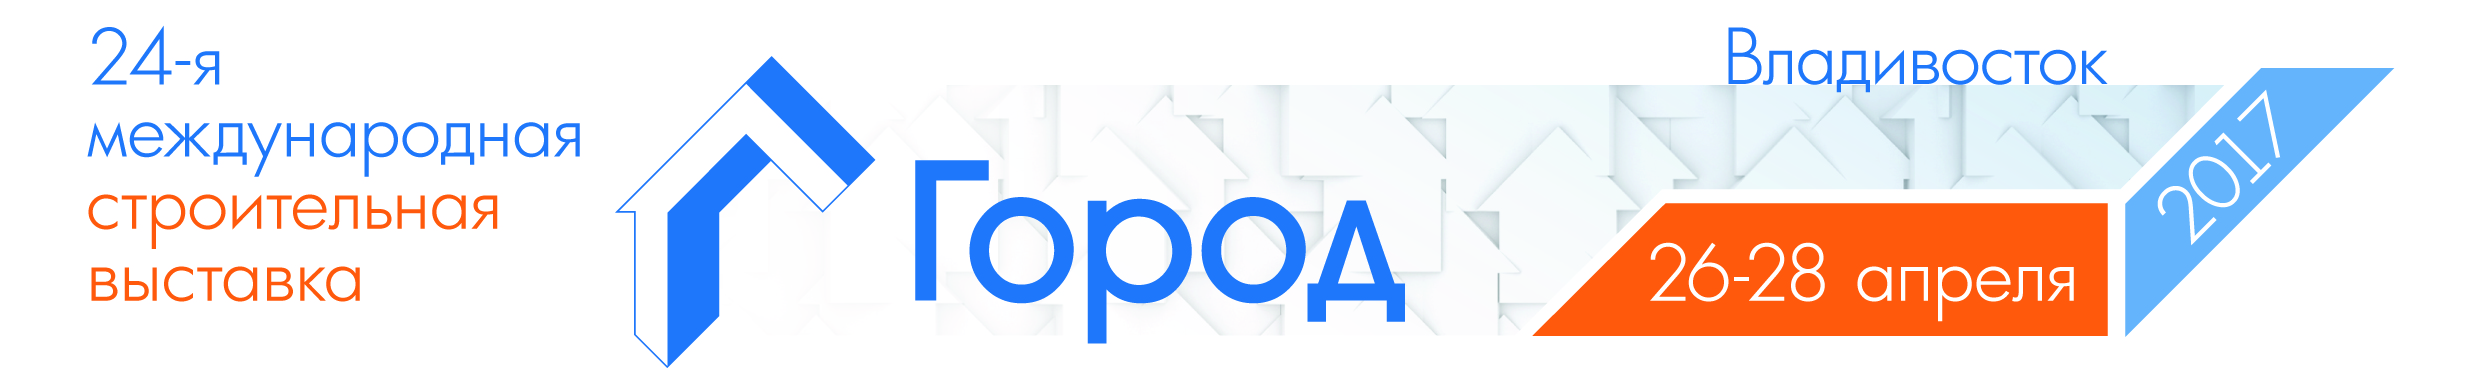 24-я
международная
строительная
выставка
Город
Владивосток
26-28 апреля
2017